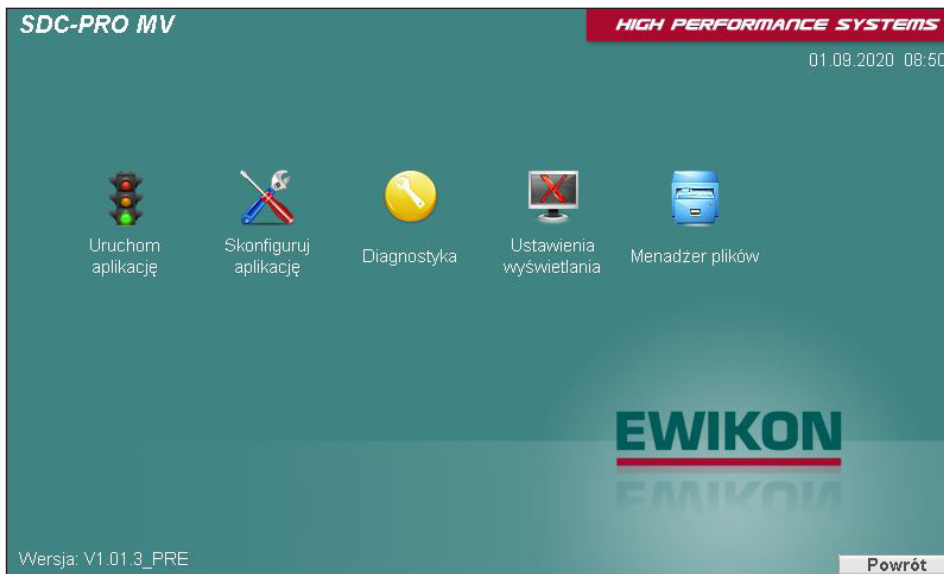 SDC-PRO MV
HIGH PERFORMANCE SYSTEMS
01.09.2020 08:50
Uruchom
aplikację
Skonfiguruj
aplikację
Diagnostyka
Ustawienia
wyświetlania
Menadżer plików
EWIKON
Wersja: V1.01.3_PRE
Powrót